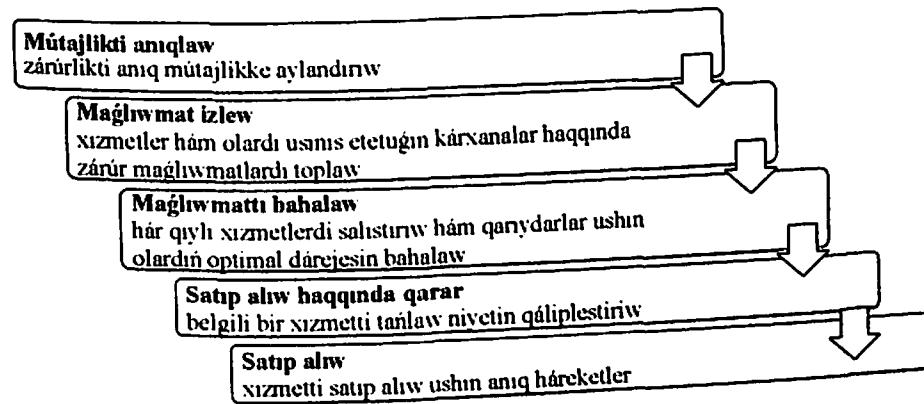 Mútajlikti anıqlaw
zárúrlikti anıq mútajlikke aylandırıw
Maǵlıwmat izlew
xızmetler hám olardı usınıs etetuǵın kárxanalar haqqında
zárúr maǵlıwmatlardı toplaw
Maǵlıwmattı bahalaw
hár qıylı xızmetlerdi salıstırıw hám qarıydarlar ushın
olardıń optimal dárejesin bahalaw
Satıp alıw haqqında qarar
belgili bir xızmetti tańlaw niyetin qáliplestiriw
Satıp alıw
xızmetti satıp alıw ushın anıq háreketler